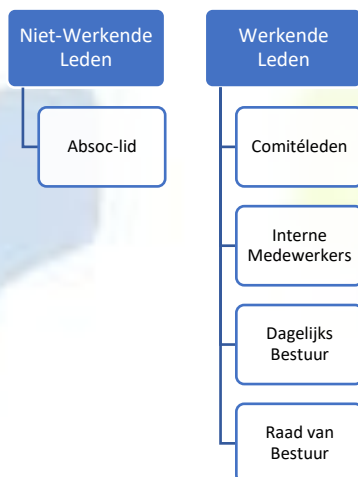 Niet-Werkende
Leden
Absoc-lid
Werkende
Leden
Comitéleden
Interne
Medewerkers
Dagelijks
Bestuur
Raad van
Bestuur